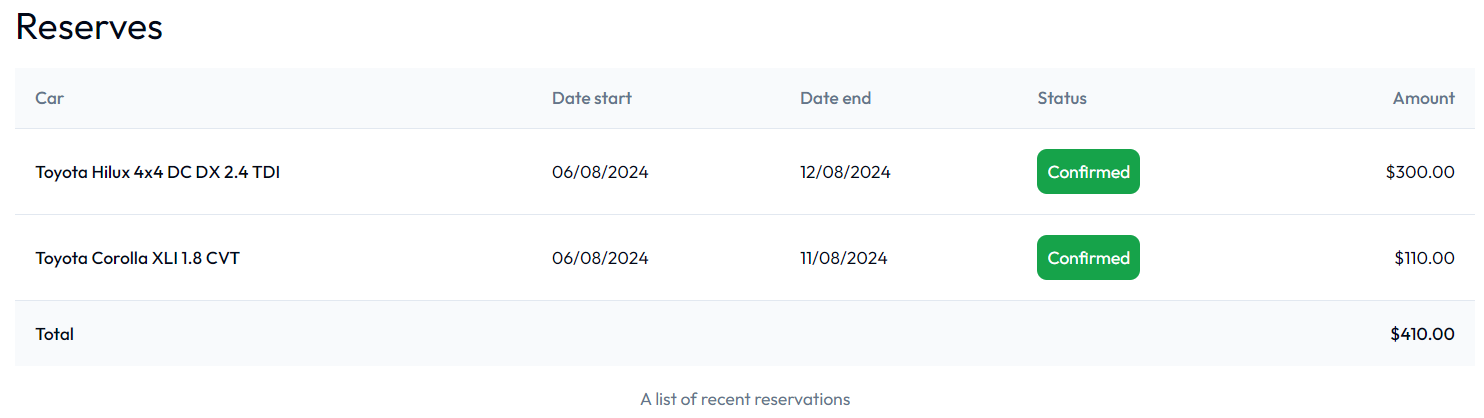 Reserves
Car Date start Date end Status Amount
Toyota Hilux 4x4 DC DX 2.4 TDI 06/08/2024 12/08/2024 Confirmed $300.00
Toyota Corolla XLI 1.8 CVT 06/08/2024 11/08/2024 Confirmed $110.00
Total $410.00
A list of recent reservations